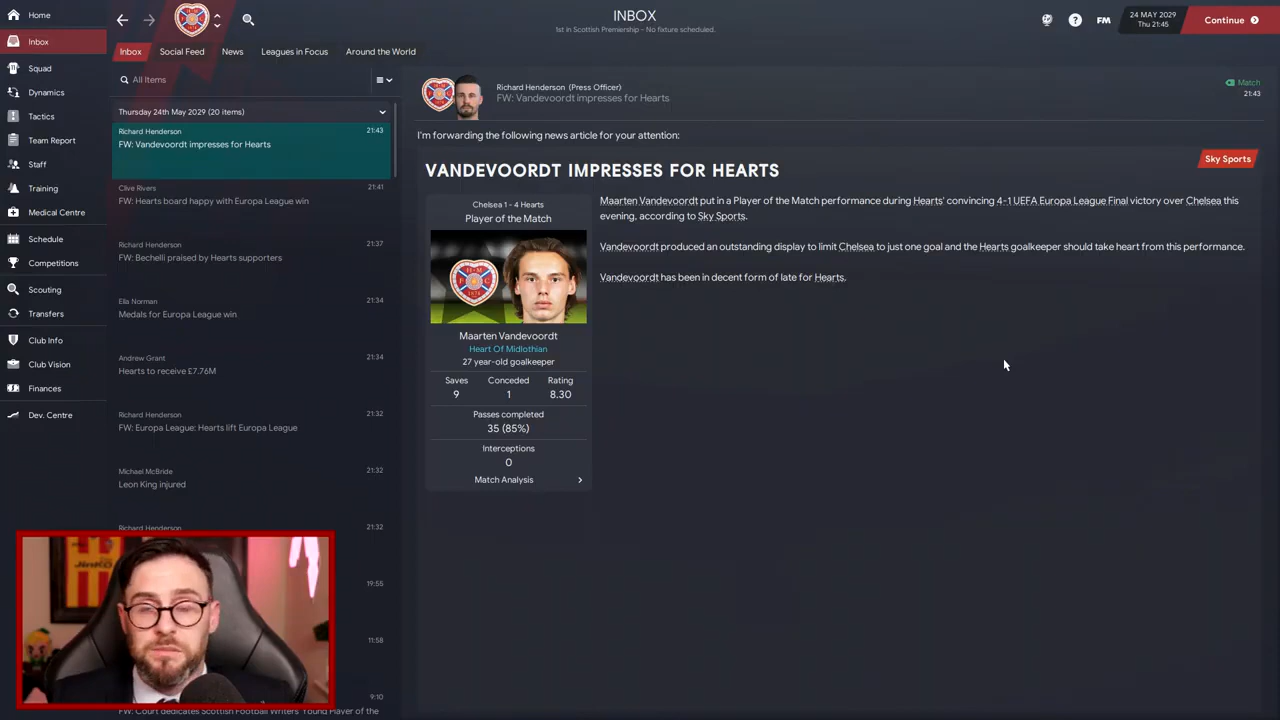 Home
Inbox
Squad
Dynamics
Tactics
Team Report
Staff
Training
Medical Centre
Schedule
Competitions
Scouting
Transfers
Club Info
Club Vision
Finances
Dev. Centre
INBOX
1st in Scottish Premiership - No fixture scheduled.
FM
24 MAY 2029
Thu 21:45
Continue
Inbox
Social Feed
News
Leagues in Focus
Around the World
All Items
Thursday 24th May 2029 (20 items)
Richard Henderson
21:43
FW: Vandevoordt impresses for Hearts
Clive Rivers
21:41
FW: Hearts board happy with Europa League win
Richard Henderson
21:37
FW: Bechelli praised by Hearts supporters
Ella Norman
21:34
Medals for Europa League win
Andrew Grant
21:34
Hearts to receive £7.76M
Richard Henderson
21:32
FW: Europa League: Hearts lift Europa League
Michael McBride
21:32
Leon King injured
Richard Henderson
21:32
19:55
11:58
9:10
FW: Court dedicates Scottish Football Writers' Young Player of the
Richard Henderson (Press Officer)
FW: Vandevoordt impresses for Hearts
Match
21:43
I'm forwarding the following news article for your attention:
VANDEVOORDT IMPRESSES FOR HEARTS
Sky Sports
Chelsea 1 - 4 Hearts
Player of the Match
Maarten Vandevoordt
Heart Of Midlothian
27 year-old goalkeeper
Saves
Conceded
Rating
9
1
8.30
Passes completed
35 (85%)
Interceptions
0
Match Analysis
Maarten Vandevoordt put in a Player of the Match performance during Hearts' convincing 4-1 UEFA Europa League Final victory over Chelsea this
evening, according to Sky Sports.
Vandevoordt produced an outstanding display to limit Chelsea to just one goal and the Hearts goalkeeper should take heart from this performance.
Vandevoordt has been in decent form of late for Hearts.